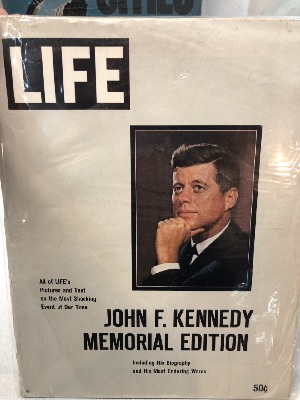 CITIES
LIFE
All of LIFE's
Pictures and Text
on the Most Shocking
Event of Our Time
JOHN F. KENNEDY
MEMORIAL EDITION
Including His Biography
and His Most Enduring Words
50¢